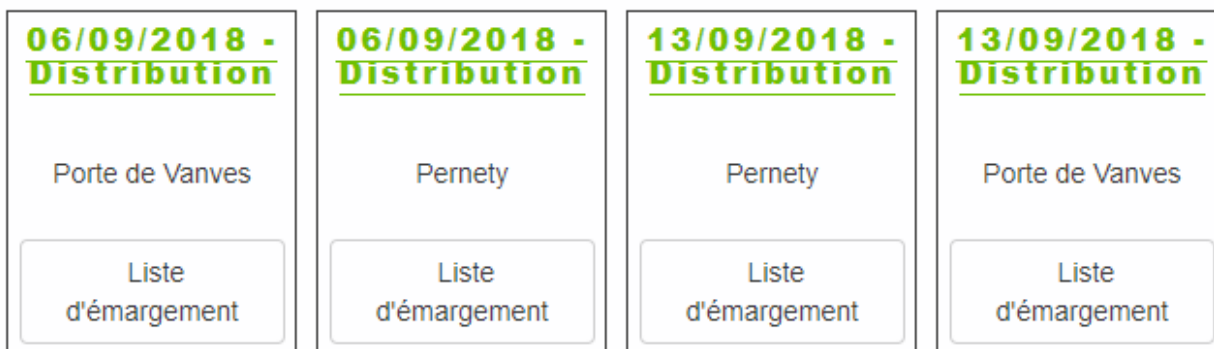 06/09/2018 -
Distribution
Porte de Vanves
Liste
d'émargement
06/09/2018 -
Distribution
Pernety
Liste
d'émargement
13/09/2018 -
Distribution
Pernety
Liste
d'émargement
13/09/2018 -
Distribution
Porte de Vanves
Liste
d'émargement